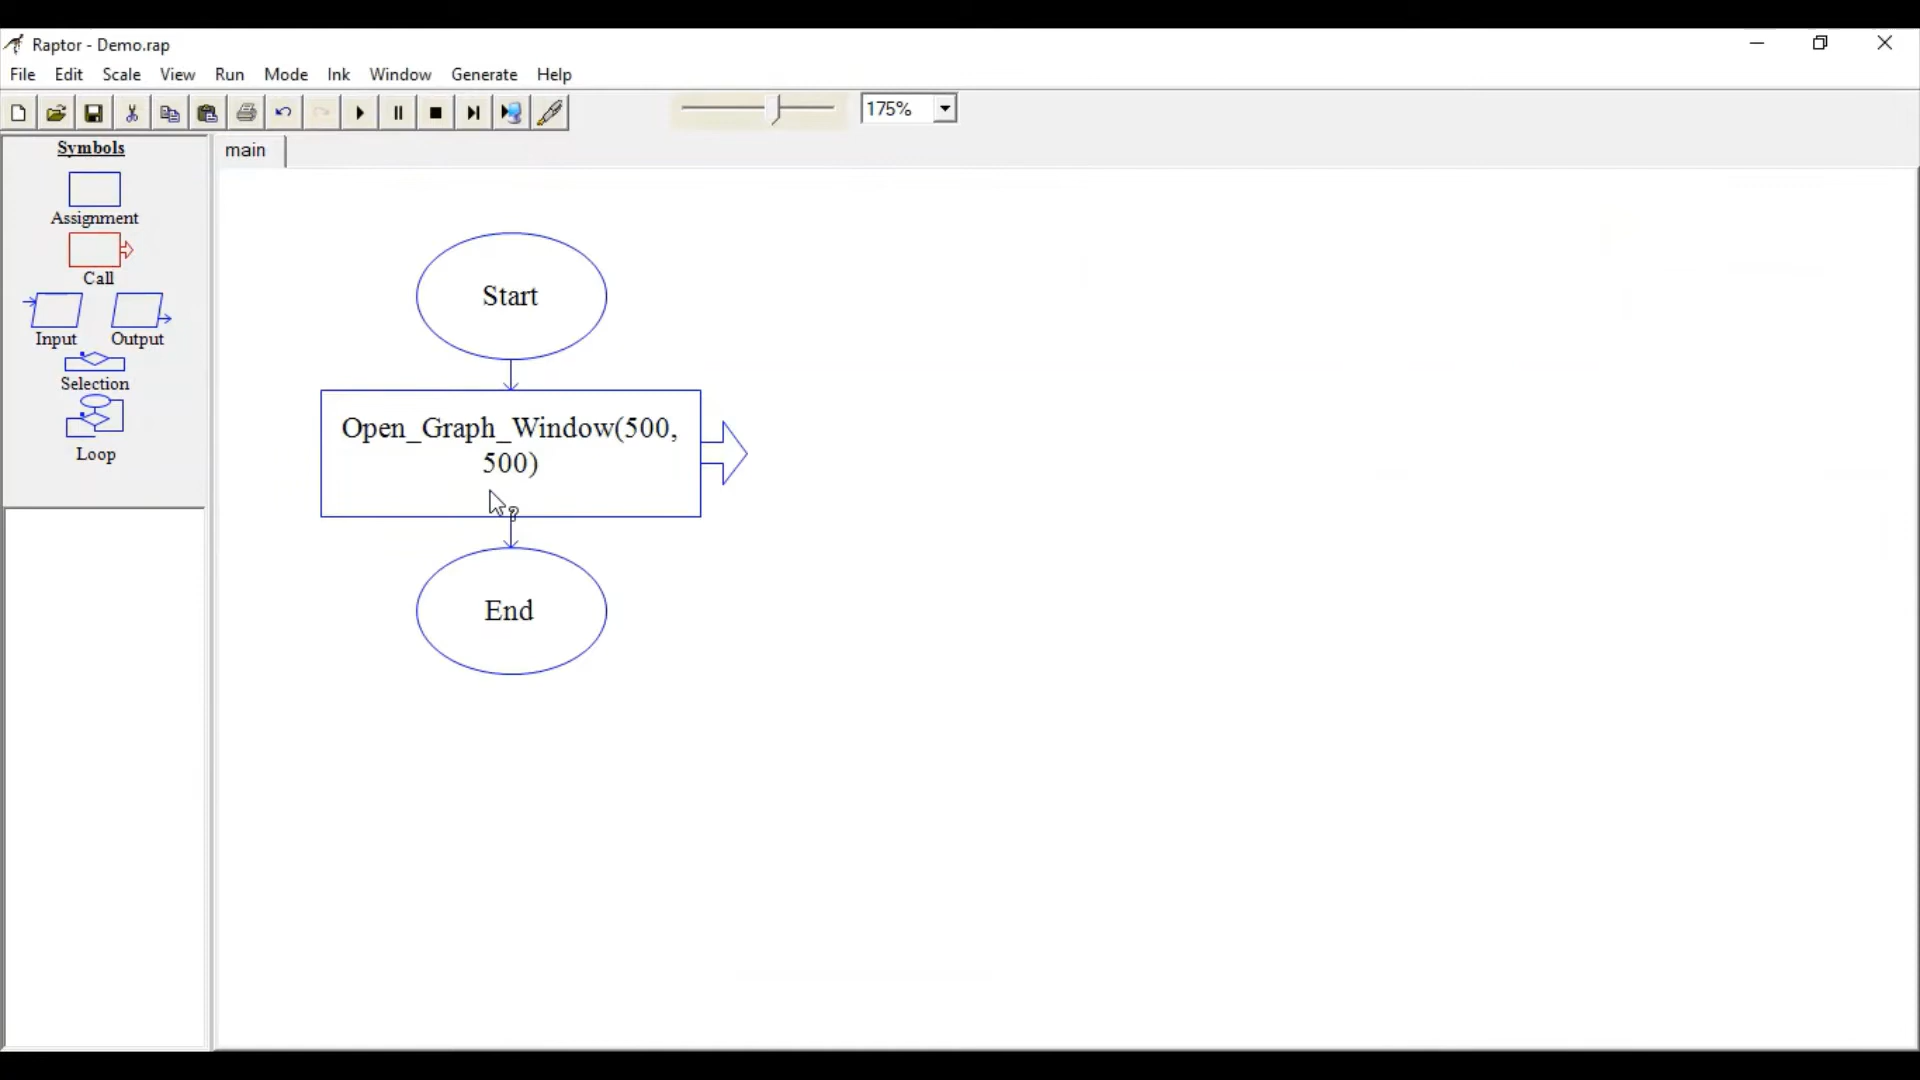 Raptor - Demo.rap
File Edit Scale View Run Mode Ink Window Generate Help
175%
Symbols
main
Assignment
Call
Input Output
Selection
Loop
Start
Open_Graph_Window(500,
500)
End